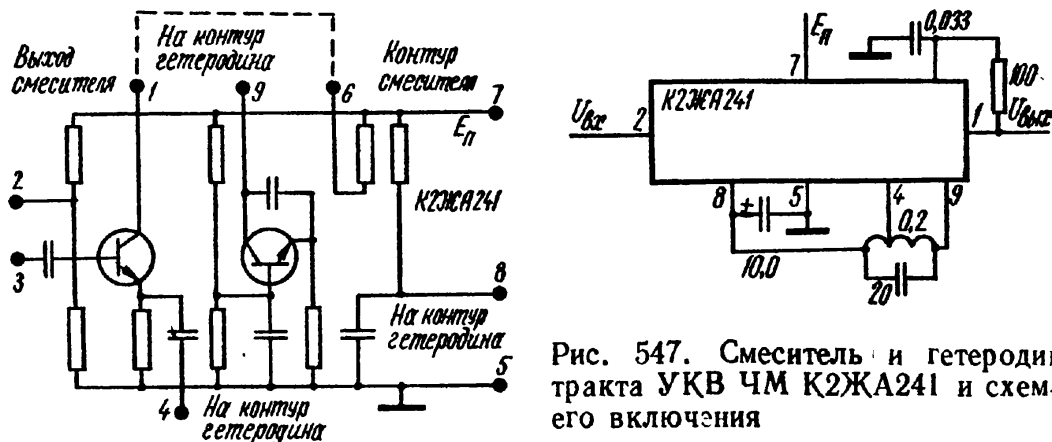 Выход
смесителя
На контур
гетеродина
Контур
смесителя
1
9
6
7
Eп
2
3
К2ЖА241
8
На контур
гетеродина
5
4
На контур
гетеродина
Eп
7
0,033
100
К2ЖА241
Uвх
2
1
Uвых
8
5
4
9
+
10,0
0,2
20
Рис. 547. Смеситель и гетеродин
тракта УКВ ЧМ К2ЖА241 и схем
его включения